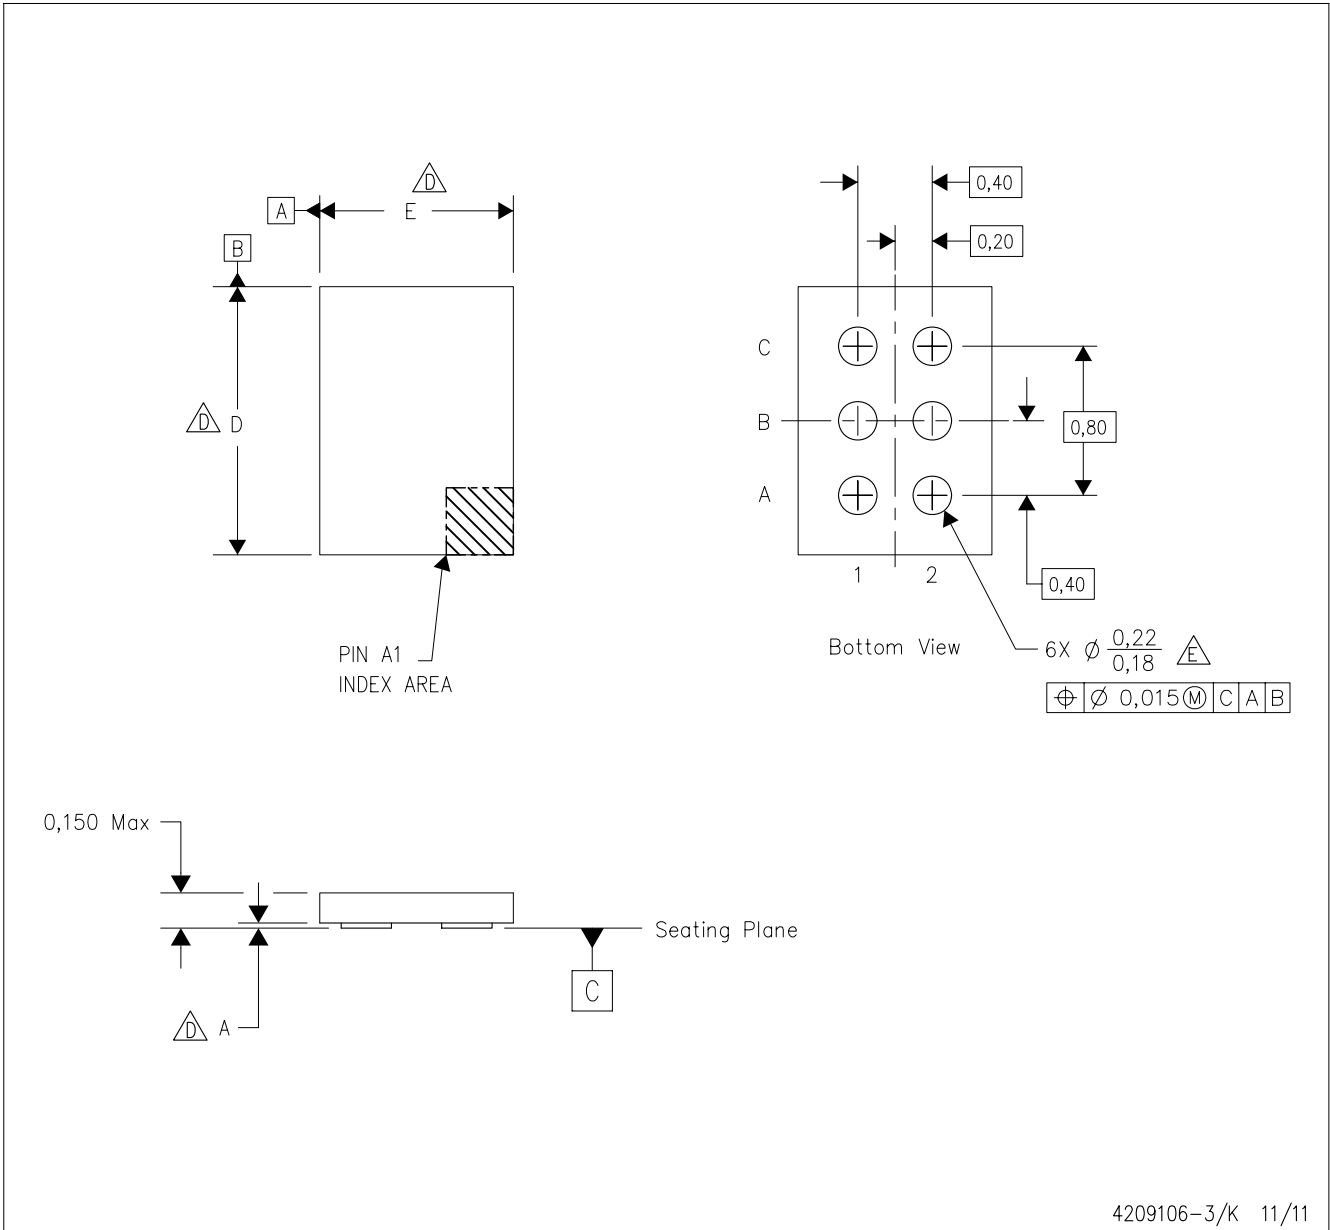 D
A E
B
D D
PIN A1
INDEX AREA
0,40
0,20
C
B
A
0,80
0,40
1 2
Bottom View
6X Ø 0,22
0,18 E
⌖ Ø 0,015 Ⓜ C A B
0,150 Max
Seating Plane
C
D A
4209106-3/K 11/11